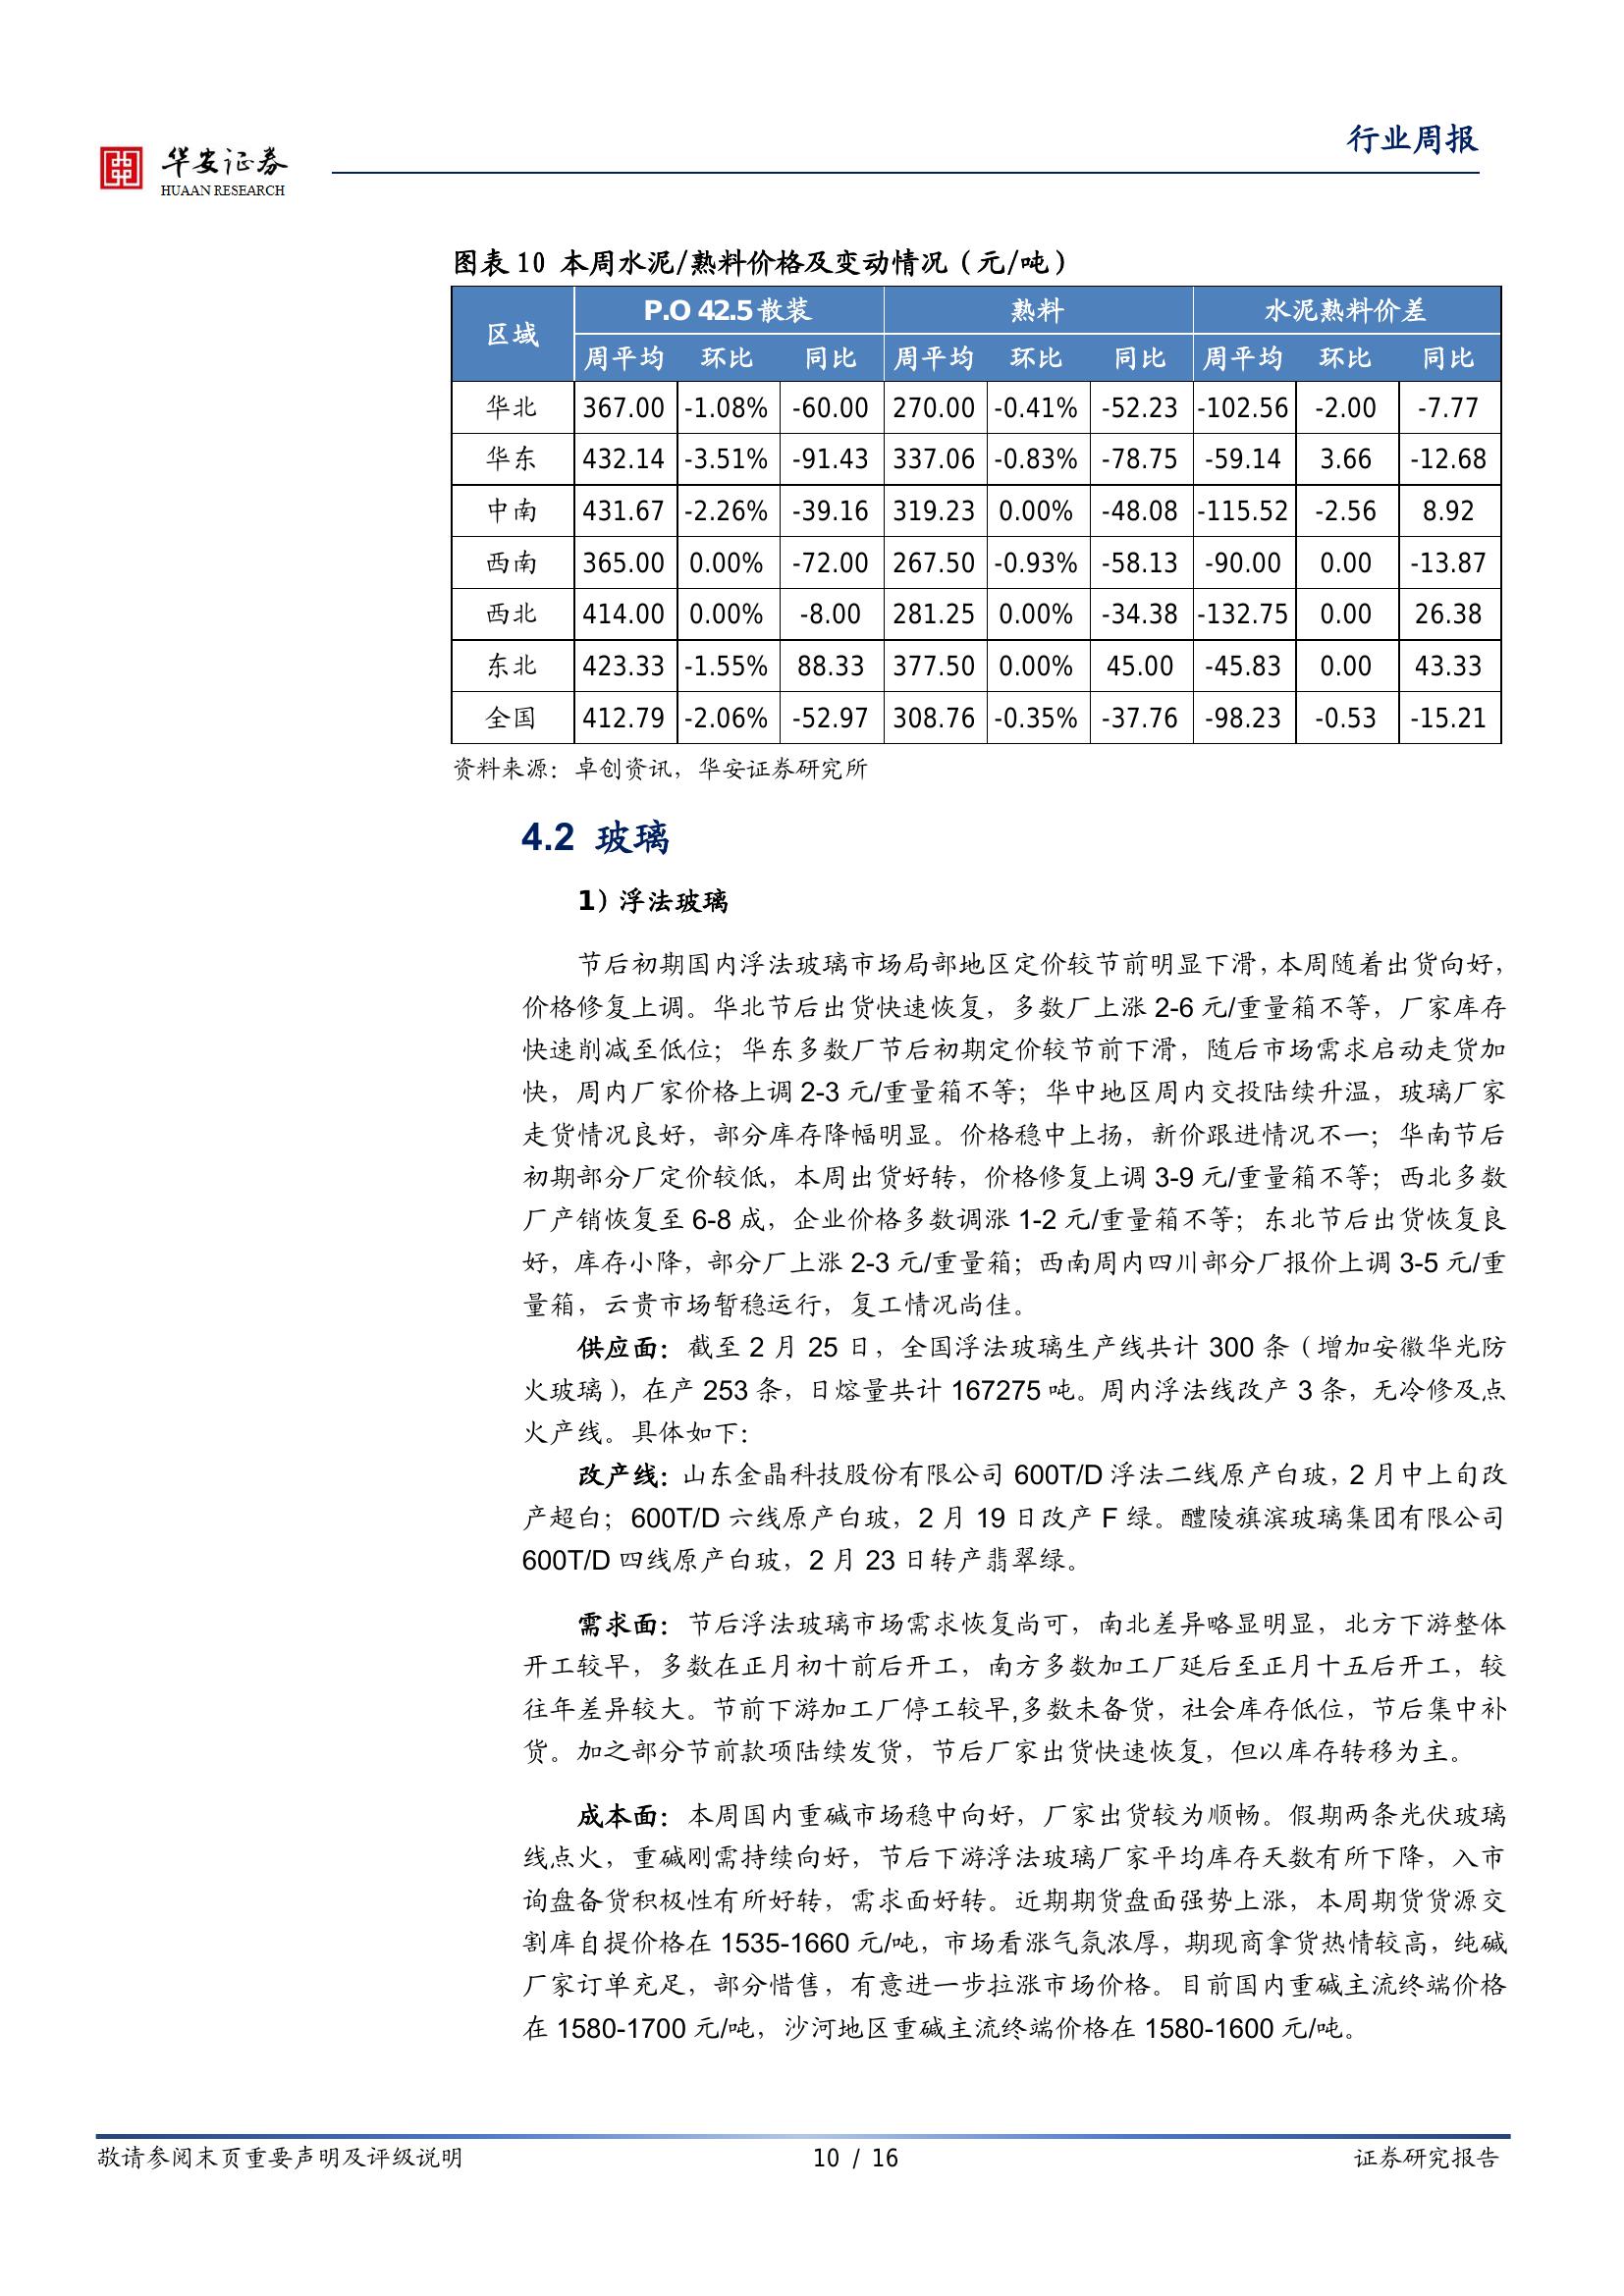 行业周报
华安证券
HUAAN RESEARCH
图表 10 本周水泥/熟料价格及变动情况（元/吨）
区域 P.O 42.5 散装 熟料 水泥熟料价差
周平均 环比 同比 周平均 环比 同比 周平均 环比 同比
华北 367.00 -1.08% -60.00 270.00 -0.41% -52.23 -102.56 -2.00 -7.77
华东 432.14 -3.51% -91.43 337.06 -0.83% -78.75 -59.14 3.66 -12.68
中南 431.67 -2.26% -39.16 319.23 0.00% -48.08 -115.52 -2.56 8.92
西南 365.00 0.00% -72.00 267.50 -0.93% -58.13 -90.00 0.00 -13.87
西北 414.00 0.00% -8.00 281.25 0.00% -34.38 -132.75 0.00 26.38
东北 423.33 -1.55% 88.33 377.50 0.00% 45.00 -45.83 0.00 43.33
全国 412.79 -2.06% -52.97 308.76 -0.35% -37.76 -98.23 -0.53 -15.21
资料来源：卓创资讯，华安证券研究所
4.2 玻璃
1）浮法玻璃
节后初期国内浮法玻璃市场局部地区定价较节前明显下滑，本周随着出货向好，
价格修复上调。华北节后出货快速恢复，多数厂上涨 2-6 元/重量箱不等，厂家库存
快速削减至低位；华东多数厂节后初期定价较节前下滑，随后市场需求启动走货加
快，周内厂家价格上调 2-3 元/重量箱不等；华中地区周内交投陆续升温，玻璃厂家
走货情况良好，部分库存降幅明显。价格稳中上扬，新价跟进情况不一；华南节后
初期部分厂定价较低，本周出货好转，价格修复上调 3-9 元/重量箱不等；西北多数
厂产销恢复至 6-8 成，企业价格多数调涨 1-2 元/重量箱不等；东北节后出货恢复良
好，库存小降，部分厂上涨 2-3 元/重量箱；西南周内四川部分厂报价上调 3-5 元/重
量箱，云贵市场暂稳运行，复工情况尚佳。
供应面：截至 2 月 25 日，全国浮法玻璃生产线共计 300 条（增加安徽华光防
火玻璃），在产 253 条，日熔量共计 167275 吨。周内浮法线改产 3 条，无冷修及点
火产线。具体如下：
改产线：山东金晶科技股份有限公司 600T/D 浮法二线原产白玻，2 月中上旬改
产超白；600T/D 六线原产白玻，2 月 19 日改产 F 绿。醴陵旗滨玻璃集团有限公司
600T/D 四线原产白玻，2 月 23 日转产翡翠绿。
需求面：节后浮法玻璃市场需求恢复尚可，南北差异略显明显，北方下游整体
开工较早，多数在正月初十前后开工，南方多数加工厂延后至正月十五后开工，较
往年差异较大。节前下游加工厂停工较早,多数未备货，社会库存低位，节后集中补
货。加之部分节前款项陆续发货，节后厂家出货快速恢复，但以库存转移为主。
成本面：本周国内重碱市场稳中向好，厂家出货较为顺畅。假期两条光伏玻璃
线点火，重碱刚需持续向好，节后下游浮法玻璃厂家平均库存天数有所下降，入市
询盘备货积极性有所好转，需求面好转。近期期货盘面强势上涨，本周期货货源交
割库自提价格在 1535-1660 元/吨，市场看涨气氛浓厚，期现商拿货热情较高，纯碱
厂家订单充足，部分惜售，有意进一步拉涨市场价格。目前国内重碱主流终端价格
在 1580-1700 元/吨，沙河地区重碱主流终端价格在 1580-1600 元/吨。
敬请参阅末页重要声明及评级说明 10 / 16 证券研究报告